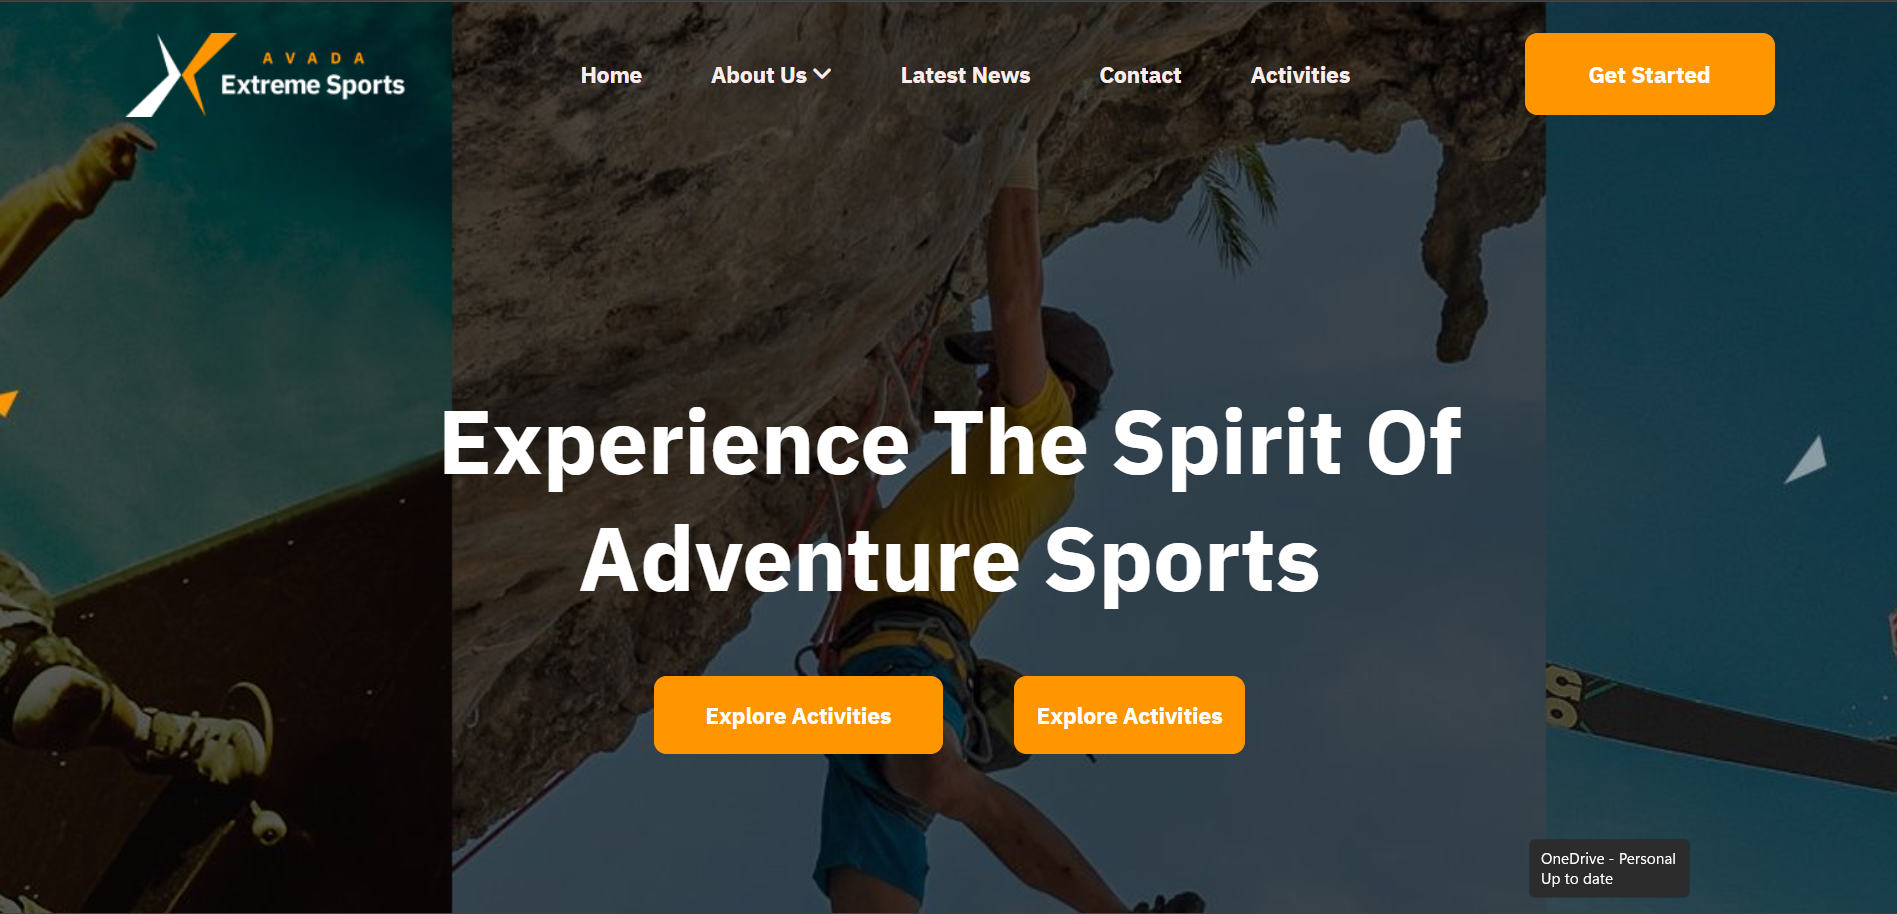 AVADA
Extreme Sports
Home
About Us
Latest News
Contact
Activities
Get Started
Experience The Spirit Of
Adventure Sports
Explore Activities
Explore Activities
OneDrive - Personal
Up to date